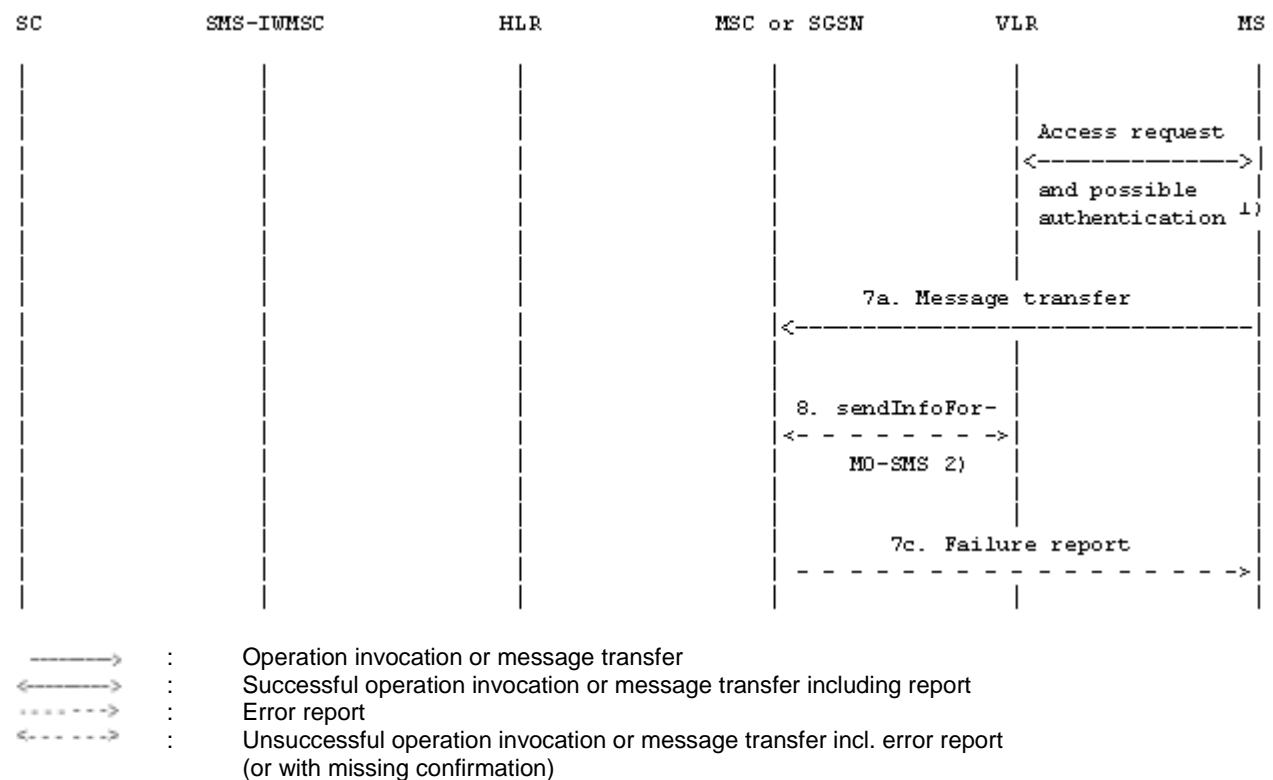 SC SMS-IWMSC HLR MSC or SGSN VLR MS
Access request
and possible
authentication 1)
7a. Message transfer
8. sendInfoFor-
MO-SMS 2)
7c. Failure report
: Operation invocation or message transfer
: Successful operation invocation or message transfer including report
: Error report
: Unsuccessful operation invocation or message transfer incl. error report
(or with missing confirmation)